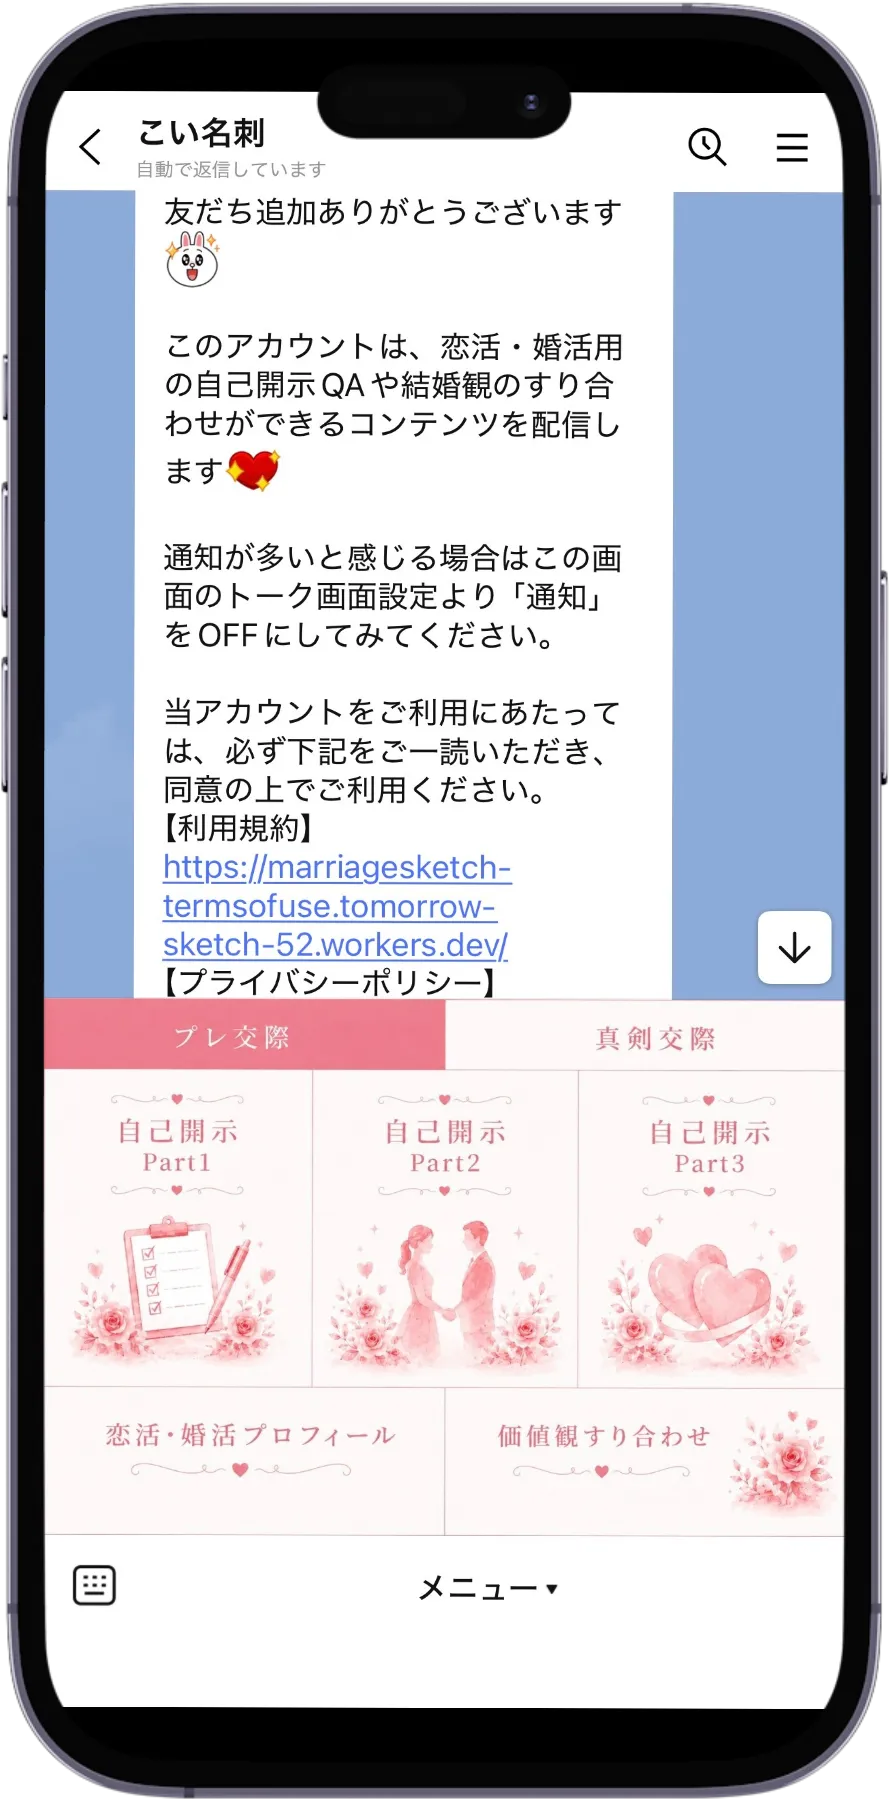 こい名刺
自動で返信しています
友だち追加ありがとうございます
このアカウントは、恋活・婚活用
の自己開示QAや結婚観のすり合
わせができるコンテンツを配信し
ます
通知が多いと感じる場合はこの画
面のトーク画面設定より「通知」
をOFFにしてみてください。
当アカウントをご利用にあたって
は、必ず下記をご一読いただき、
同意の上でご利用ください。
【利用規約】
https://marriagesketch-
termsofuse.tomorrow-
sketch-52.workers.dev/
【プライバシーポリシー】
プレ交際
真剣交際
自己開示
Part1
自己開示
Part2
自己開示
Part3
恋活・婚活プロフィール
価値観すり合わせ
メニュー▼